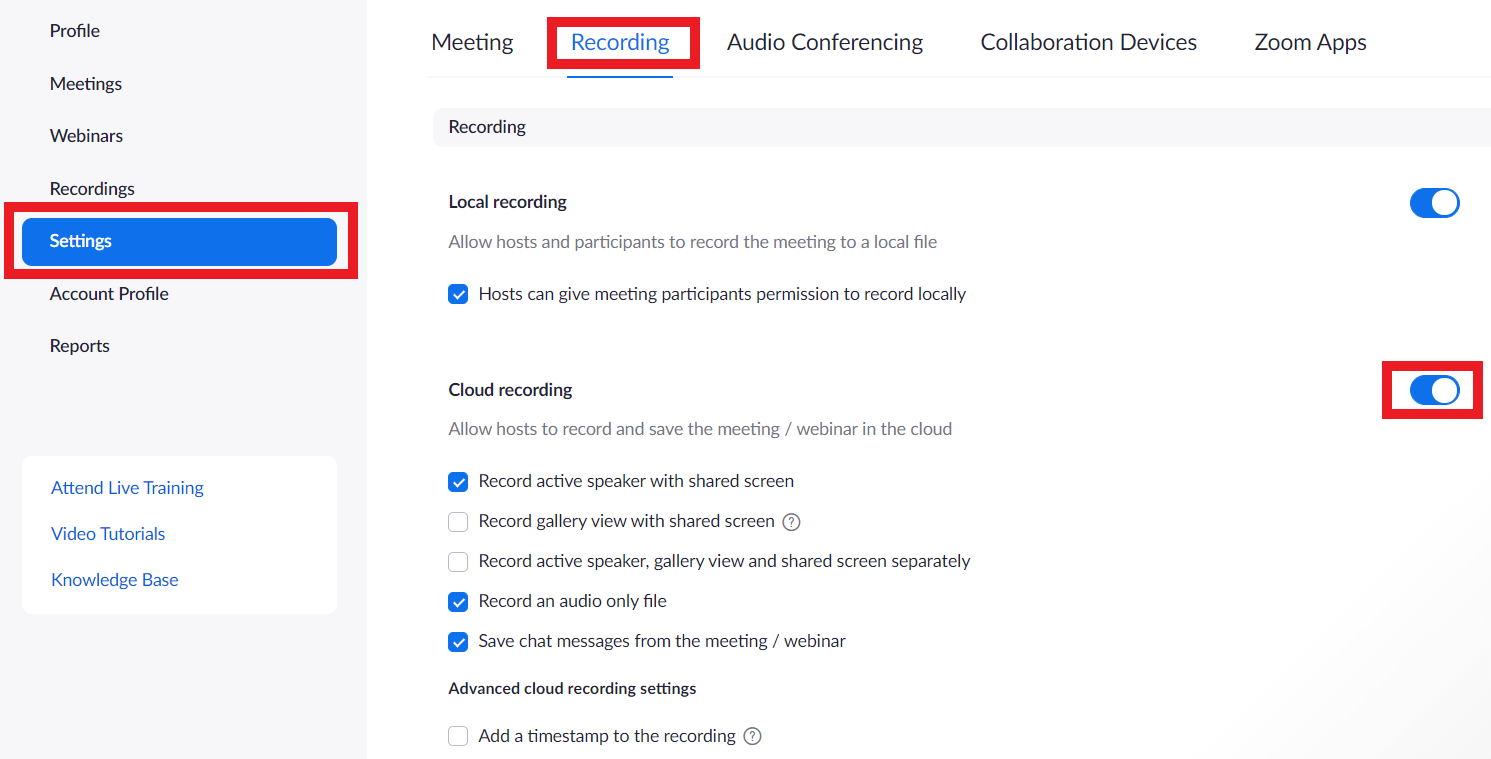 Profile
Meetings
Webinars
Recordings
Settings
Account Profile
Reports
Attend Live Training
Video Tutorials
Knowledge Base
Meeting Recording Audio Conferencing Collaboration Devices Zoom Apps
Recording
Local recording
Allow hosts and participants to record the meeting to a local file
Hosts can give meeting participants permission to record locally
Cloud recording
Allow hosts to record and save the meeting / webinar in the cloud
Record active speaker with shared screen
Record gallery view with shared screen ?
Record active speaker, gallery view and shared screen separately
Record an audio only file
Save chat messages from the meeting / webinar
Advanced cloud recording settings
Add a timestamp to the recording ?